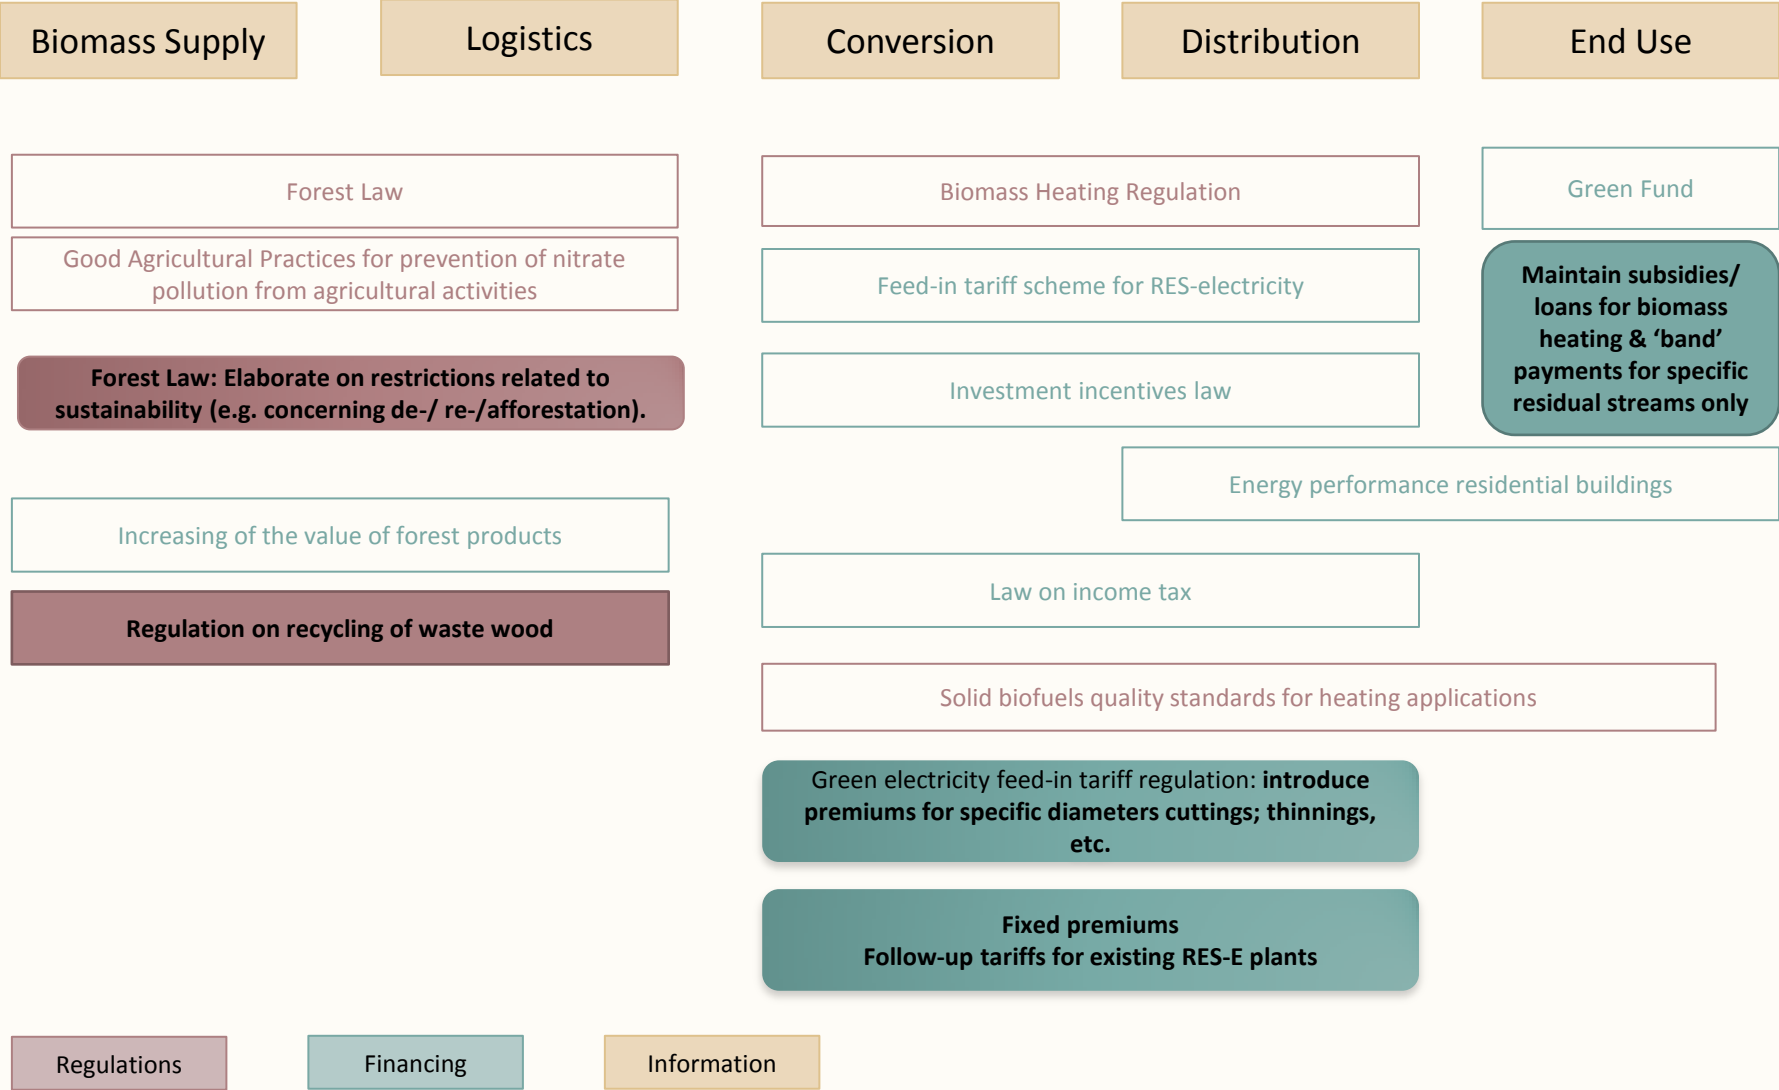 Biomass Supply
Logistics
Conversion
Distribution
End Use
Forest Law
Good Agricultural Practices for prevention of nitrate
pollution from agricultural activities
Forest Law: Elaborate on restrictions related to
sustainability (e.g. concerning de-/ re-/afforestation).
Increasing of the value of forest products
Regulation on recycling of waste wood
Biomass Heating Regulation
Feed-in tariff scheme for RES-electricity
Investment incentives law
Green Fund
Maintain subsidies/
loans for biomass
heating & ‘band’
payments for specific
residual streams only
Energy performance residential buildings
Law on income tax
Solid biofuels quality standards for heating applications
Green electricity feed-in tariff regulation: introduce
premiums for specific diameters cuttings; thinnings,
etc.
Fixed premiums
Follow-up tariffs for existing RES-E plants
Regulations
Financing
Information